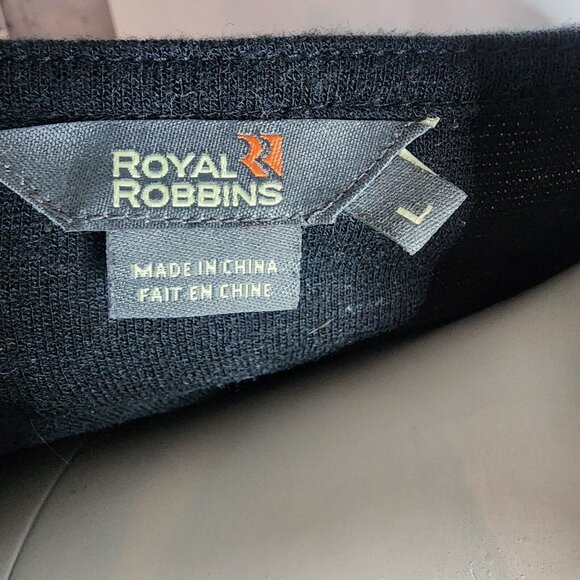 ROYAL
ROBBINS
L
MADE IN CHINA
FAIT EN CHINE